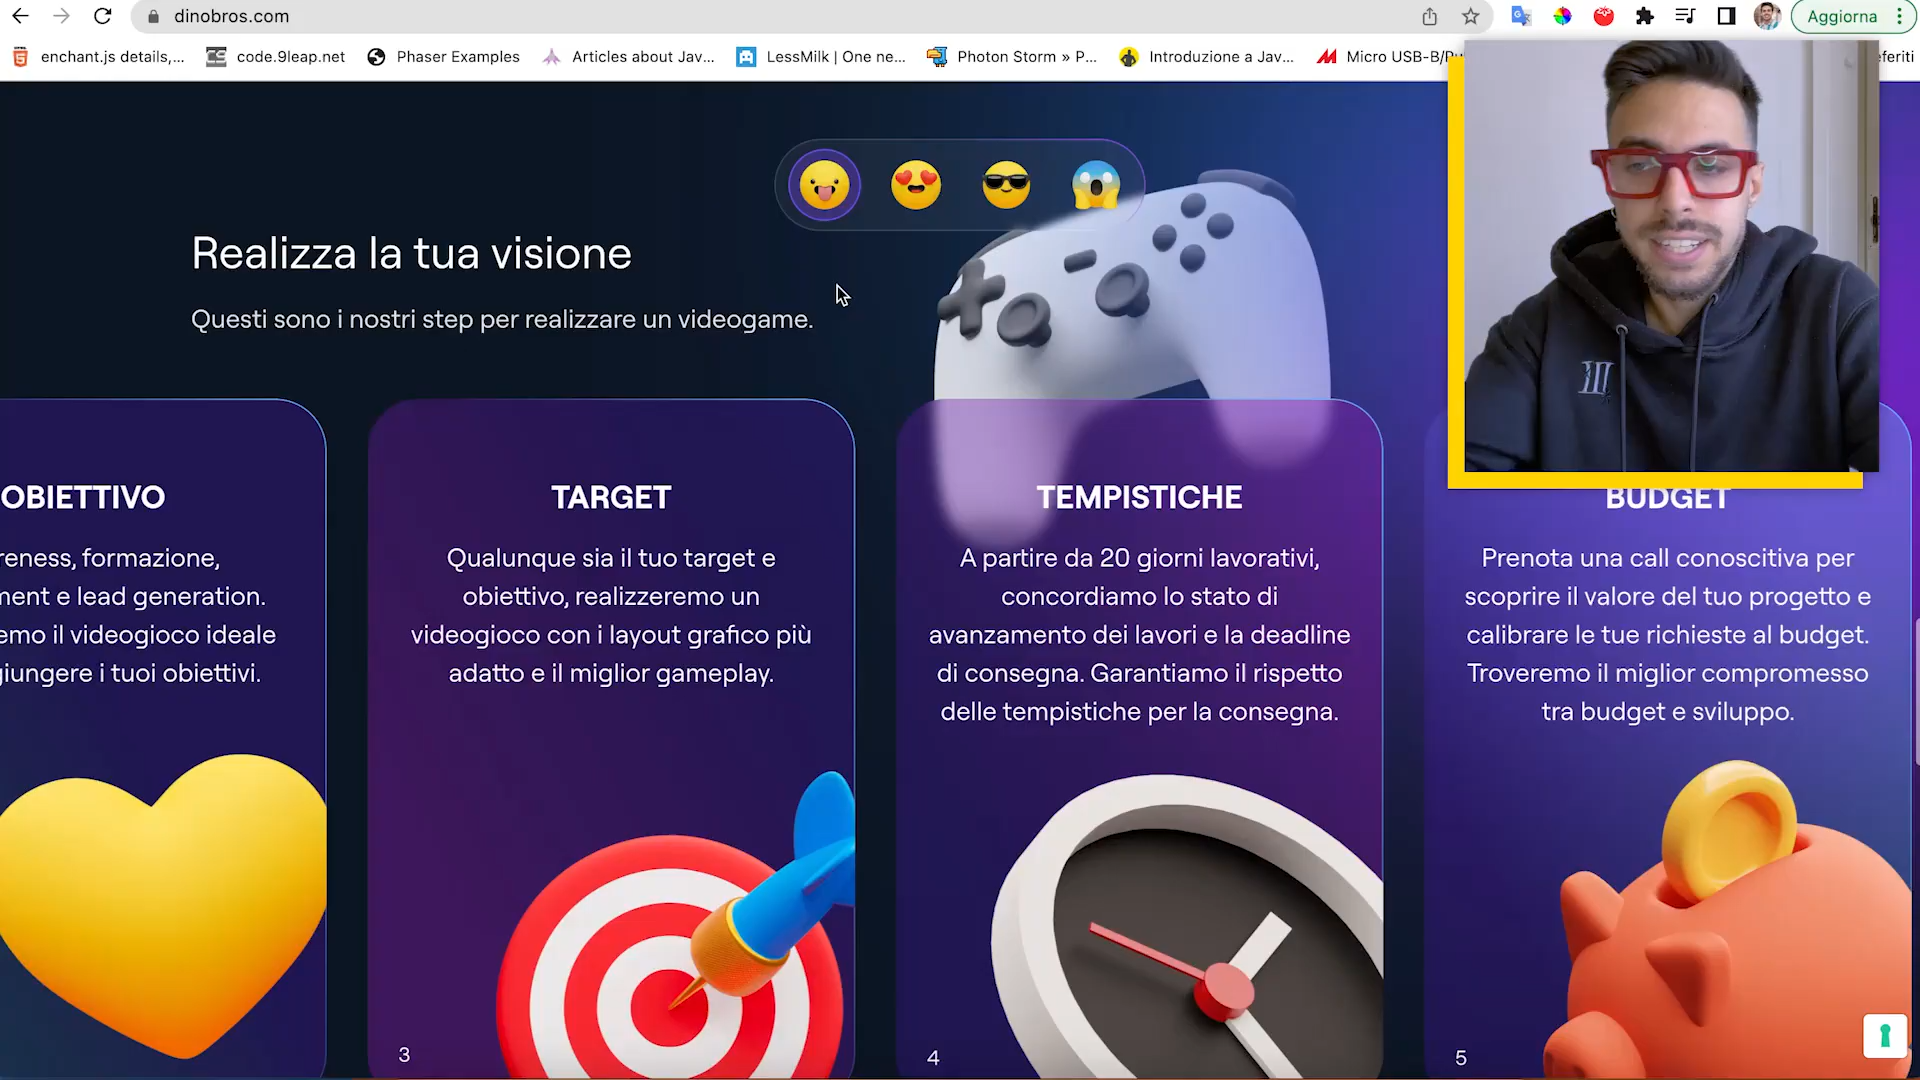 dinobros.com
Aggiorna
enchant.js details,...
code.9leap.net
Phaser Examples
Articles about Jav...
LessMilk | One ne...
Photon Storm » P...
Introduzione a Jav...
Micro USB-B/
eferiti
Realizza la tua visione
Questi sono i nostri step per realizzare un videogame.
OBIETTIVO
reness, formazione,
ment e lead generation.
emo il videogioco ideale
giungere i tuoi obiettivi.
TARGET
Qualunque sia il tuo target e
obiettivo, realizzeremo un
videogioco con i layout grafico più
adatto e il miglior gameplay.
3
TEMPISTICHE
A partire da 20 giorni lavorativi,
concordiamo lo stato di
avanzamento dei lavori e la deadline
di consegna. Garantiamo il rispetto
delle tempistiche per la consegna.
4
BUDGET
Prenota una call conoscitiva per
scoprire il valore del tuo progetto e
calibrare le tue richieste al budget.
Troveremo il miglior compromesso
tra budget e sviluppo.
5